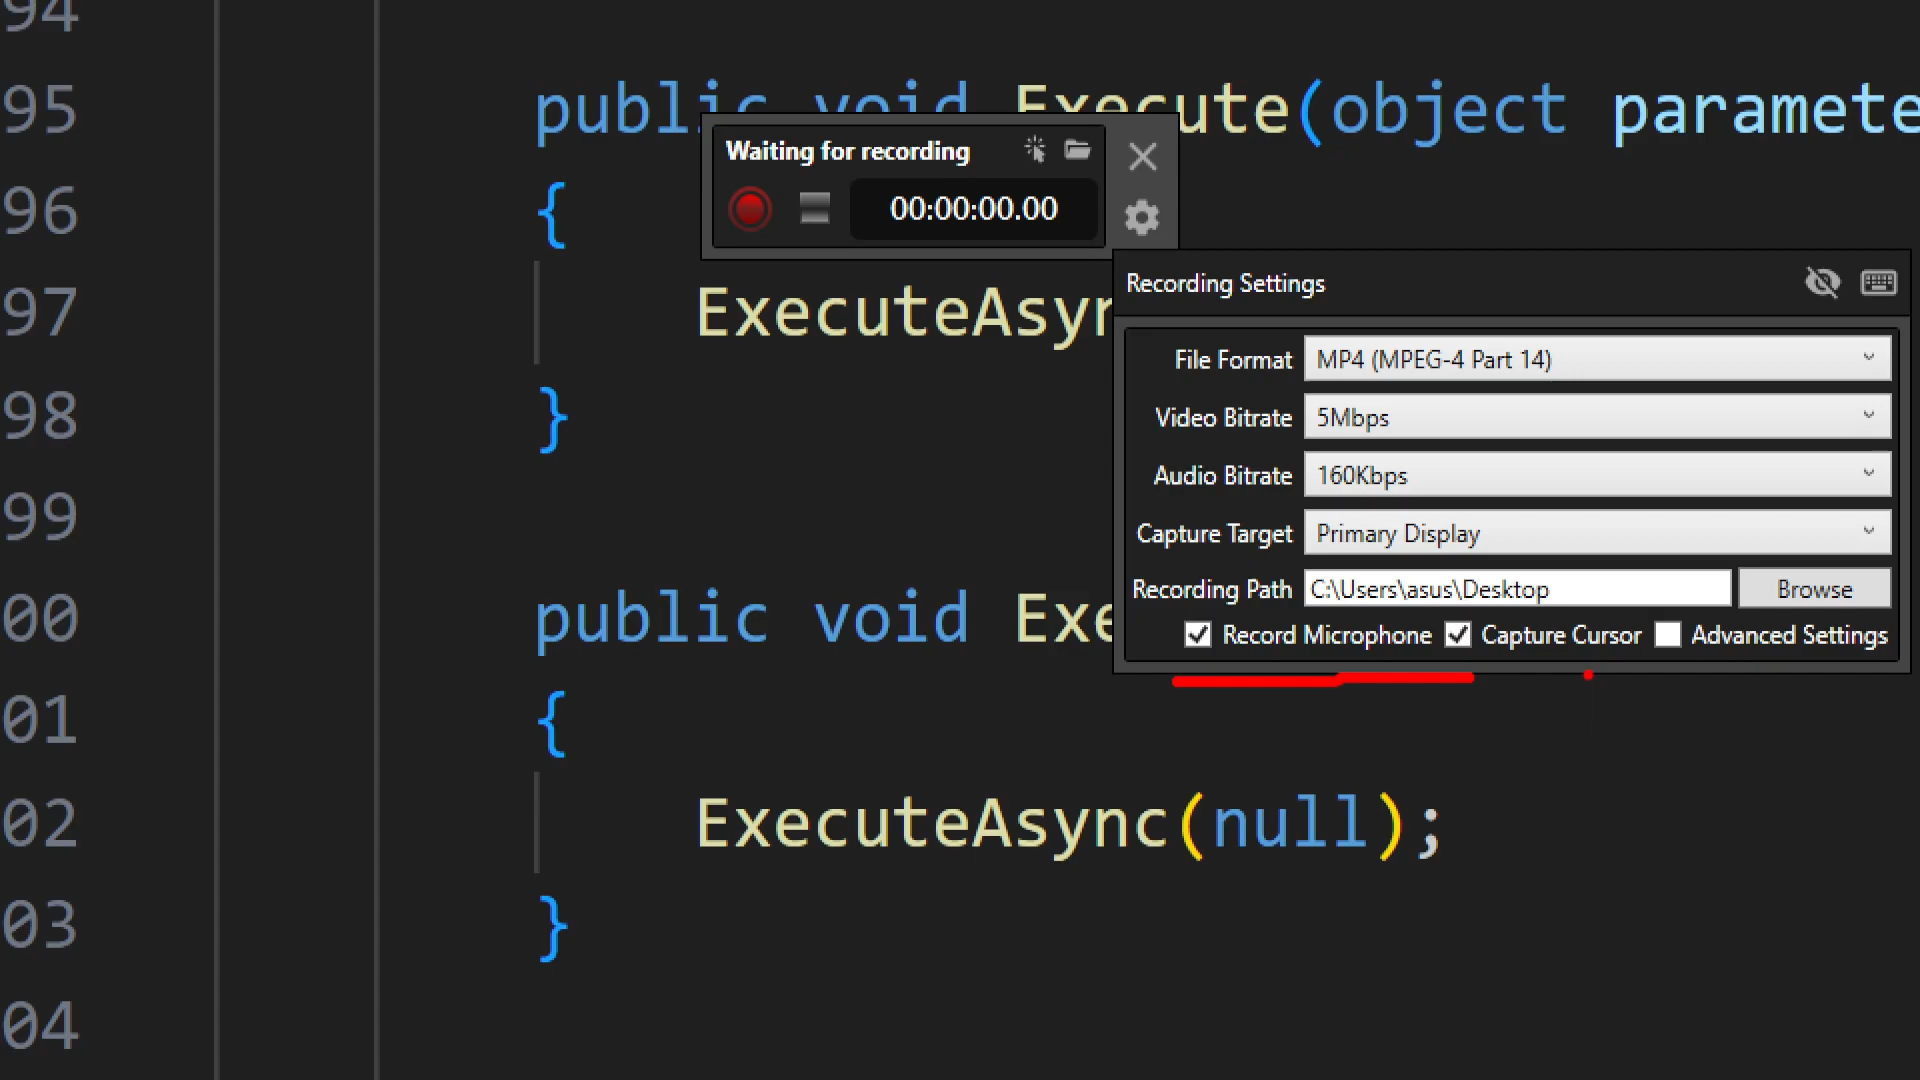 94
95 public void Execute(object paramete
Waiting for recording
96 {
00:00:00.00
Recording Settings
97 ExecuteAsyn
File Format MP4 (MPEG-4 Part 14)
98 }
Video Bitrate 5Mbps
Audio Bitrate 160Kbps
99
Capture Target Primary Display
Recording Path C:\Users\asus\Desktop Browse
00 public void Exe
Record Microphone Capture Cursor Advanced Settings
01 {
02 ExecuteAsync(null);
03 }
04